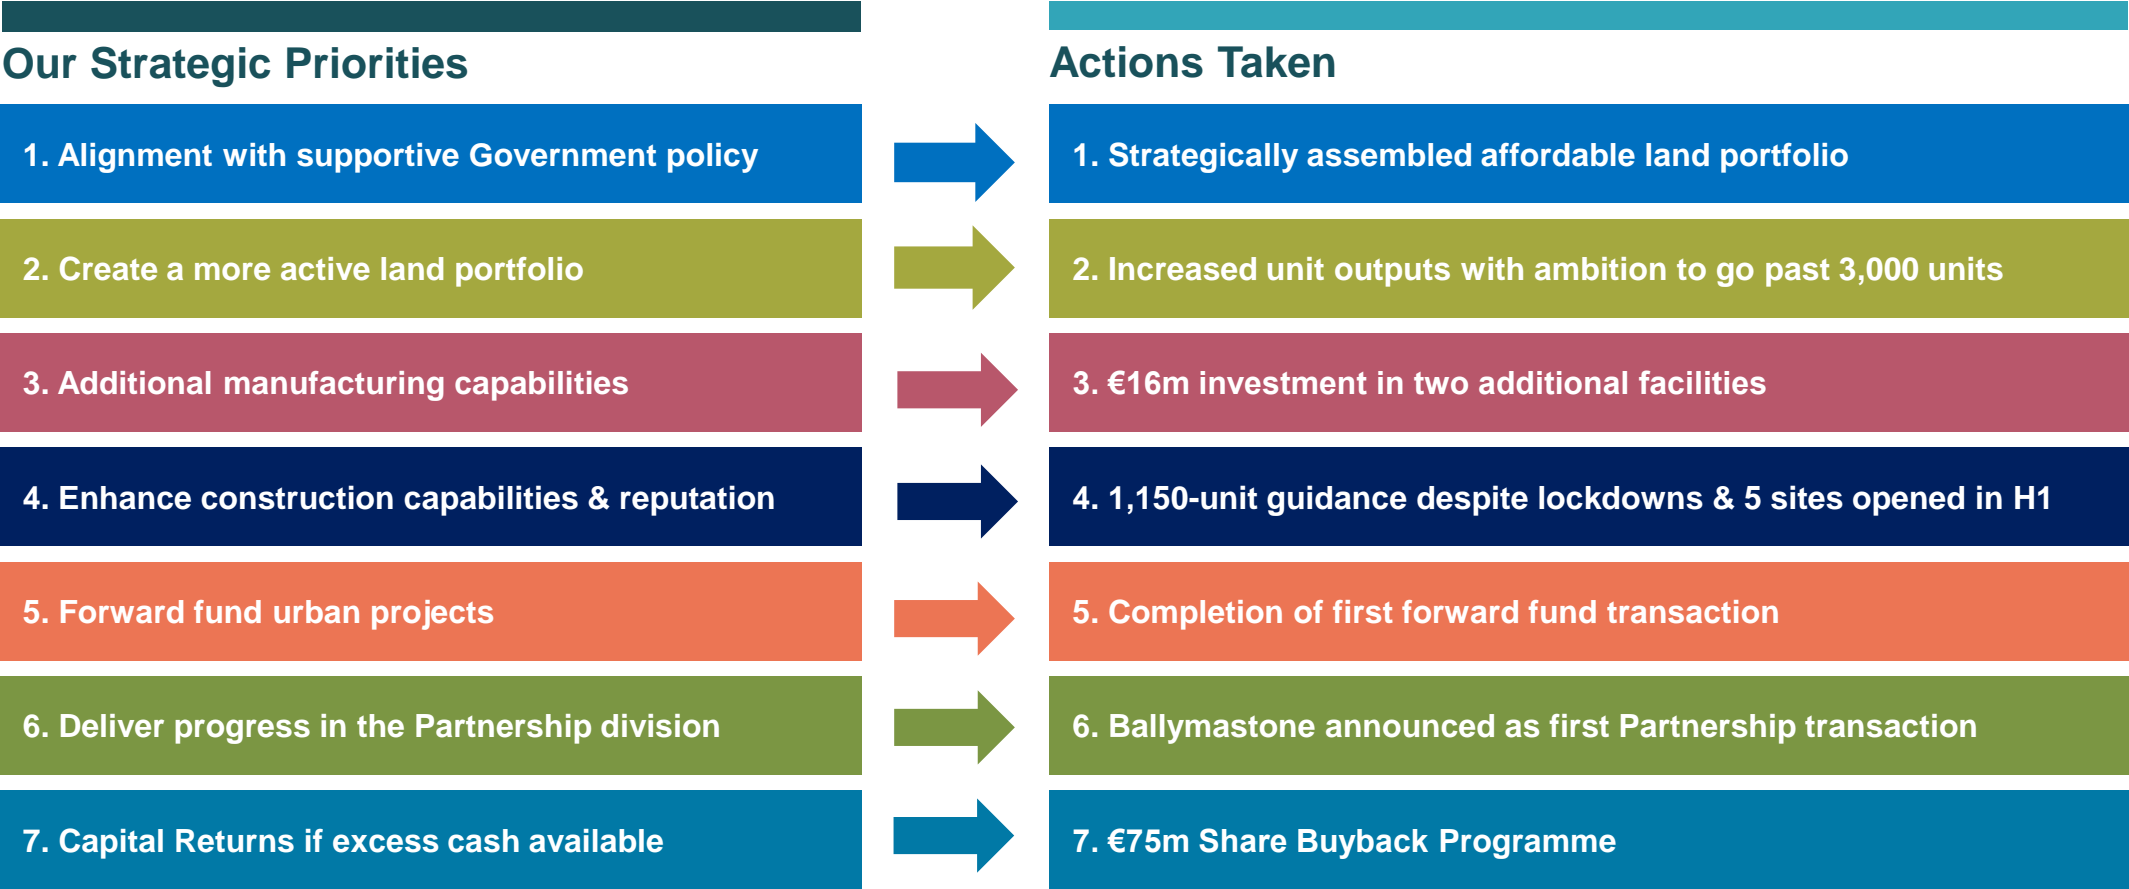 Our Strategic Priorities
Actions Taken
1. Alignment with supportive Government policy
1. Strategically assembled affordable land portfolio
2. Create a more active land portfolio
2. Increased unit outputs with ambition to go past 3,000 units
3. Additional manufacturing capabilities
3. €16m investment in two additional facilities
4. Enhance construction capabilities & reputation
4. 1,150-unit guidance despite lockdowns & 5 sites opened in H1
5. Forward fund urban projects
5. Completion of first forward fund transaction
6. Deliver progress in the Partnership division
6. Ballymastone announced as first Partnership transaction
7. Capital Returns if excess cash available
7. €75m Share Buyback Programme